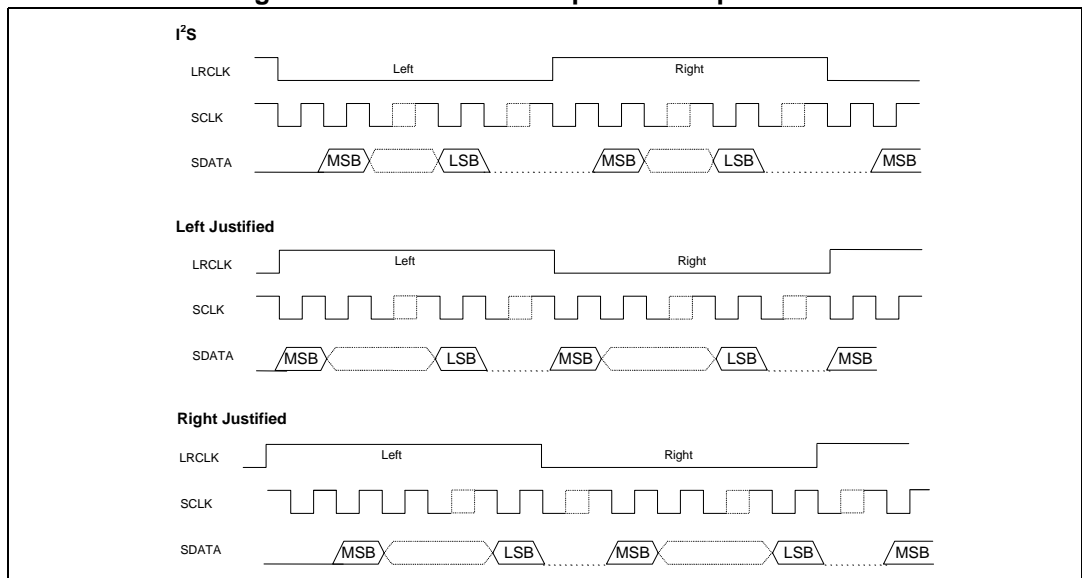 I²S
LRCLK Left Right
SCLK
SDATA MSB LSB MSB LSB MSB
Left Justified
LRCLK Left Right
SCLK
SDATA MSB LSB MSB LSB MSB
Right Justified
LRCLK Left Right
SCLK
SDATA MSB LSB MSB LSB MSB